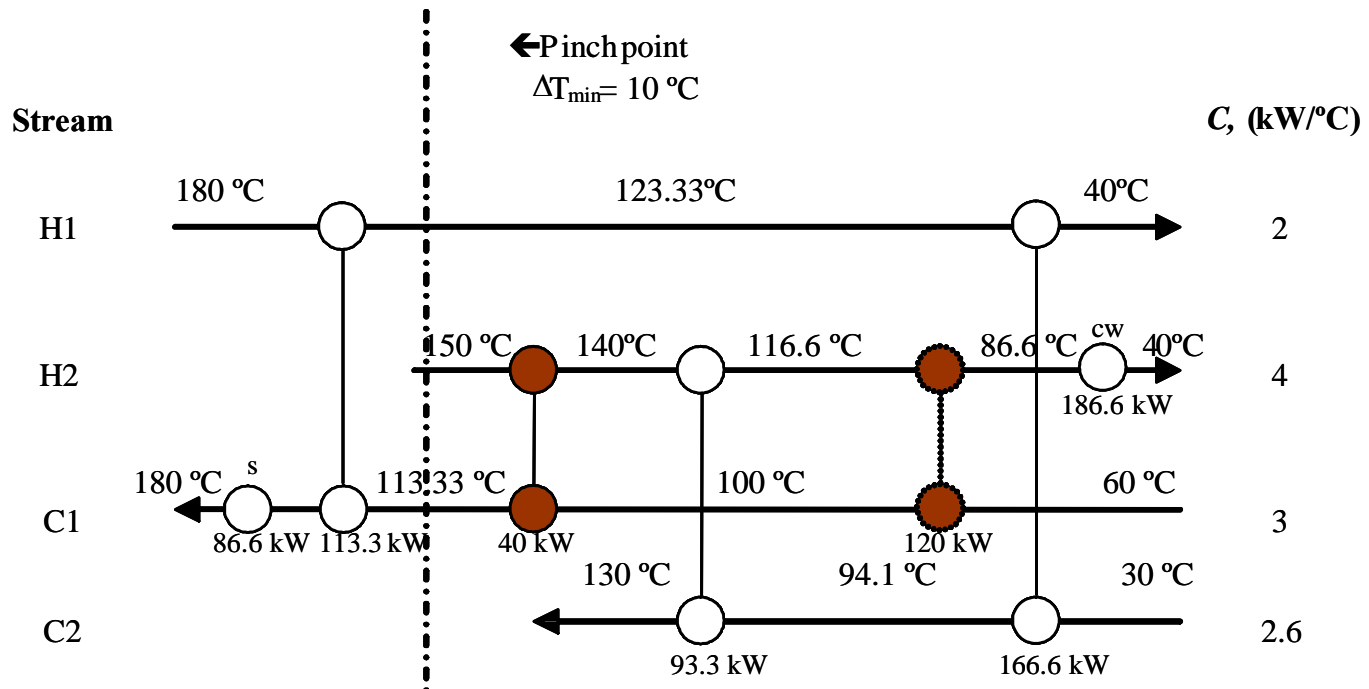 ←Pinch point
ΔTmin= 10 ºC
Stream
C, (kW/ºC)
180 ºC
123.33ºC
40ºC
H1
2
150 ºC
140ºC
116.6 ºC
86.6 ºC
cw
40ºC
H2
4
186.6 kW
180 ºC
s
113.33 ºC
100 ºC
60 ºC
C1
3
86.6 kW
113.3 kW
40 kW
120 kW
130 ºC
94.1 ºC
30 ºC
C2
2.6
93.3 kW
166.6 kW